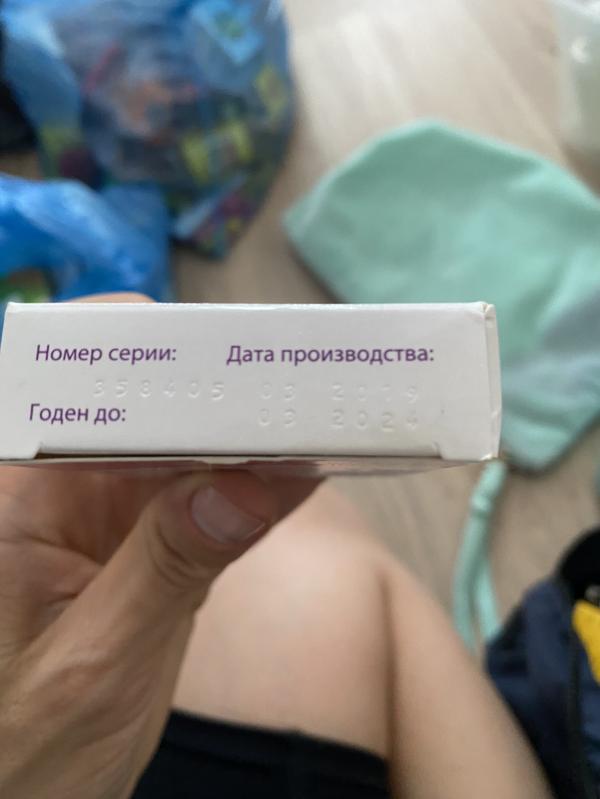 Номер серии: Дата производства:
358405 03 2019
Годен до: 03 2024